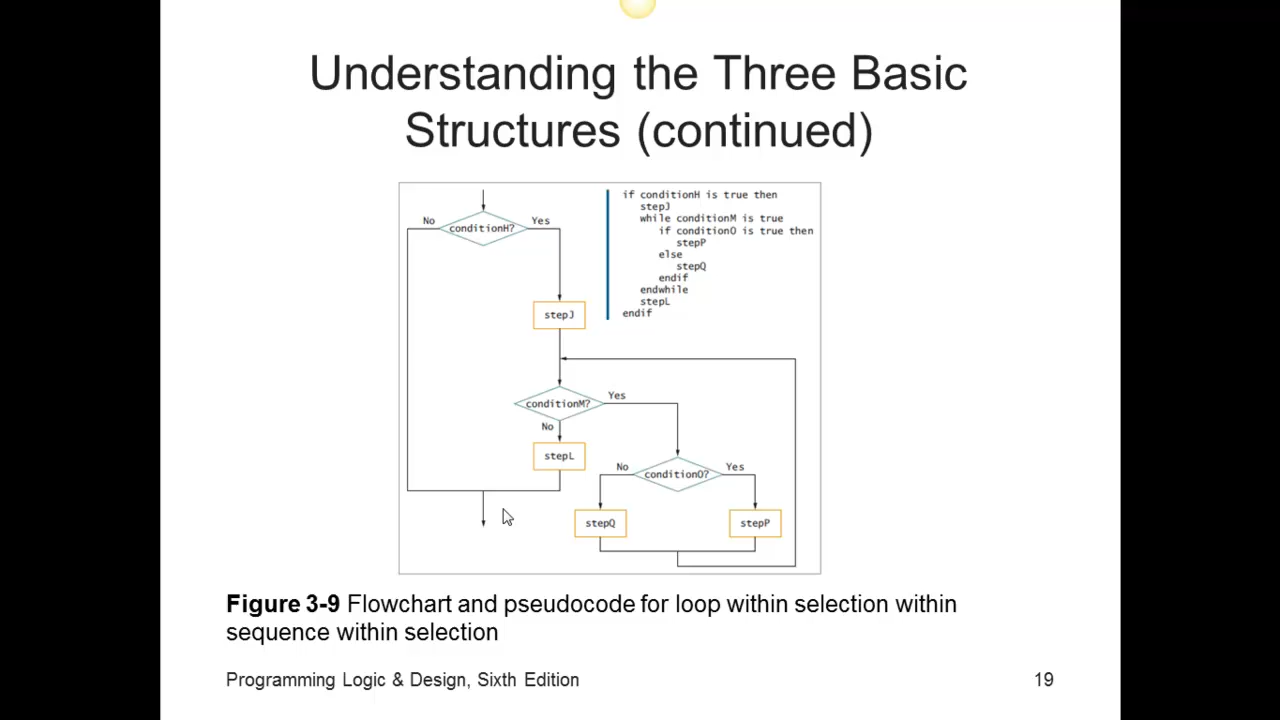 Understanding the Three Basic
Structures (continued)
No
conditionH?
Yes
if conditionH is true then
stepJ
while conditionM is true
if conditionO is true then
stepP
else
stepQ
endif
endwhile
stepL
endif
stepJ
conditionM?
Yes
No
stepL
No
conditionO?
Yes
stepQ
stepP
Figure 3-9 Flowchart and pseudocode for loop within selection within
sequence within selection
Programming Logic & Design, Sixth Edition
19